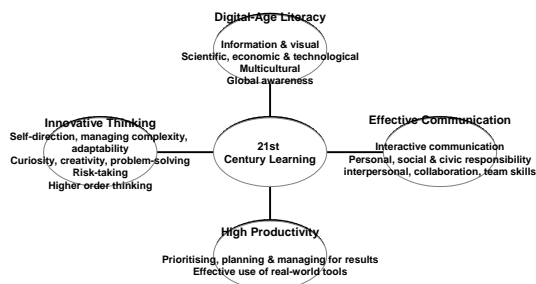 Digital-Age Literacy
Information & visual
Scientific, economic & technological
Multicultural
Global awareness
Innovative Thinking
Self-direction, managing complexity,
adaptability
Curiosity, creativity, problem-solving
Risk-taking
Higher order thinking
21st
Century Learning
Effective Communication
Interactive communication
Personal, social & civic responsibility
interpersonal, collaboration, team skills
High Productivity
Prioritising, planning & managing for results
Effective use of real-world tools